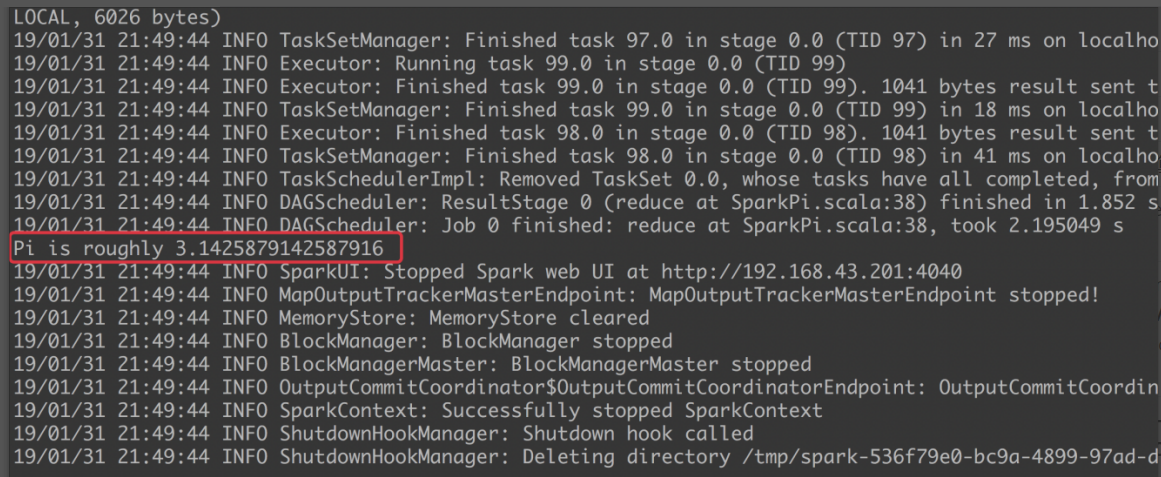 LOCAL, 6026 bytes)
19/01/31 21:49:44 INFO TaskSetManager: Finished task 97.0 in stage 0.0 (TID 97) in 27 ms on localho
19/01/31 21:49:44 INFO Executor: Running task 99.0 in stage 0.0 (TID 99)
19/01/31 21:49:44 INFO Executor: Finished task 99.0 in stage 0.0 (TID 99). 1041 bytes result sent t
19/01/31 21:49:44 INFO TaskSetManager: Finished task 99.0 in stage 0.0 (TID 99) in 18 ms on localho
19/01/31 21:49:44 INFO Executor: Finished task 98.0 in stage 0.0 (TID 98). 1041 bytes result sent t
19/01/31 21:49:44 INFO TaskSetManager: Finished task 98.0 in stage 0.0 (TID 98) in 41 ms on localho
19/01/31 21:49:44 INFO TaskSchedulerImpl: Removed TaskSet 0.0, whose tasks have all completed, from
19/01/31 21:49:44 INFO DAGScheduler: ResultStage 0 (reduce at SparkPi.scala:38) finished in 1.852 s
19/01/31 21:49:44 INFO DAGScheduler: Job 0 finished: reduce at SparkPi.scala:38, took 2.195049 s
Pi is roughly 3.1425879142587916
19/01/31 21:49:44 INFO SparkUI: Stopped Spark web UI at http://192.168.43.201:4040
19/01/31 21:49:44 INFO MapOutputTrackerMasterEndpoint: MapOutputTrackerMasterEndpoint stopped!
19/01/31 21:49:44 INFO MemoryStore: MemoryStore cleared
19/01/31 21:49:44 INFO BlockManager: BlockManager stopped
19/01/31 21:49:44 INFO BlockManagerMaster: BlockManagerMaster stopped
19/01/31 21:49:44 INFO OutputCommitCoordinator$OutputCommitCoordinatorEndpoint: OutputCommitCoordin
19/01/31 21:49:44 INFO SparkContext: Successfully stopped SparkContext
19/01/31 21:49:44 INFO ShutdownHookManager: Shutdown hook called
19/01/31 21:49:44 INFO ShutdownHookManager: Deleting directory /tmp/spark-536f79e0-bc9a-4899-97ad-d